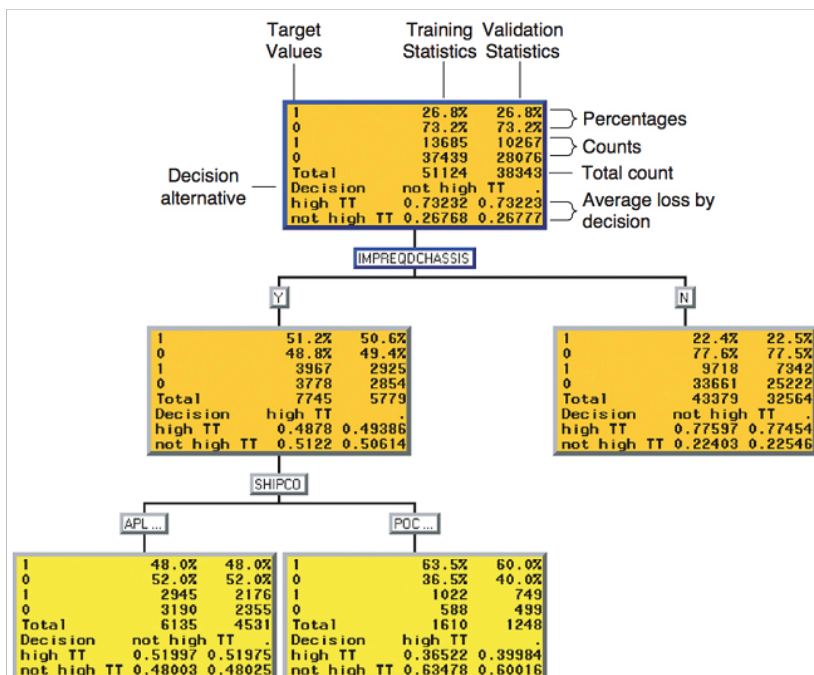 Target Values
Training Statistics
Validation Statistics
1 26.8% 26.8%
0 73.2% 73.2%
1 13685 10267
0 37439 28076
Total 51124 38343
Decision not high TT .
high TT 0.73232 0.73223
not high TT 0.26768 0.26777
Percentages
Counts
Total count
Average loss by decision
Decision alternative
IMPREQDCHASSIS
Y
N
1 51.2% 50.6%
0 48.8% 49.4%
1 3967 2925
0 3778 2854
Total 7745 5779
Decision high TT .
high TT 0.4878 0.49386
not high TT 0.5122 0.50614
1 22.4% 22.5%
0 77.6% 77.5%
1 9718 7342
0 33661 25222
Total 43379 32564
Decision not high TT .
high TT 0.77597 0.77454
not high TT 0.22403 0.22546
SHIPCO
APL ...
POC ...
1 48.0% 48.0%
0 52.0% 52.0%
1 2945 2176
0 3190 2355
Total 6135 4531
Decision not high TT .
high TT 0.51997 0.51975
not high TT 0.48003 0.48025
1 63.5% 60.0%
0 36.5% 40.0%
1 1022 749
0 588 499
Total 1610 1248
Decision high TT .
high TT 0.36522 0.39984
not high TT 0.63478 0.60016